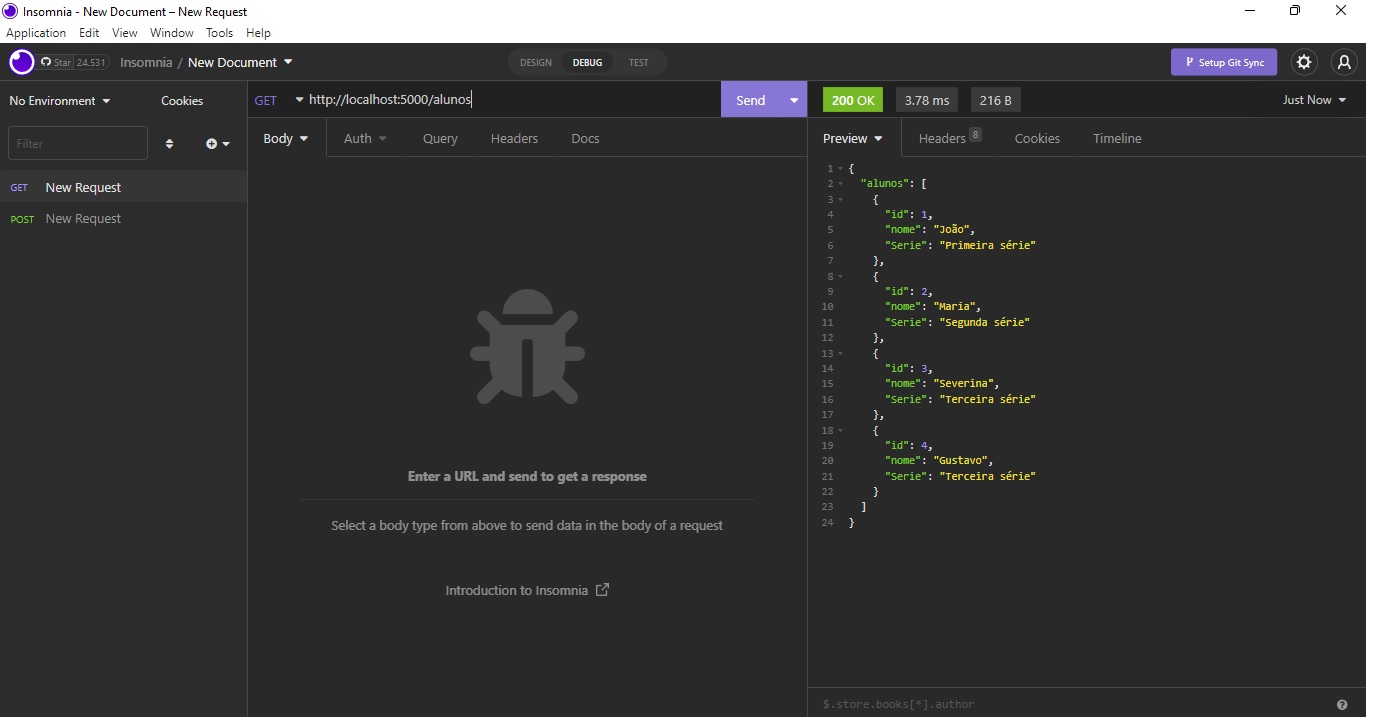 Insomnia - New Document – New Request
Application Edit View Window Tools Help
Star 24.531 Insomnia / New Document DESIGN DEBUG TEST Setup Git Sync
No Environment Cookies
GET http://localhost:5000/alunos Send
200 OK 3.78 ms 216 B Just Now
Filter
GET New Request
POST New Request
Body Auth Query Headers Docs
Enter a URL and send to get a response
Select a body type from above to send data in the body of a request
Introduction to Insomnia
Preview Headers 8 Cookies Timeline
1 {
2 "alunos": [
3 {
4 "id": 1,
5 "nome": "João",
6 "Serie": "Primeira série"
7 },
8 {
9 "id": 2,
10 "nome": "Maria",
11 "Serie": "Segunda série"
12 },
13 {
14 "id": 3,
15 "nome": "Severina",
16 "Serie": "Terceira série"
17 },
18 {
19 "id": 4,
20 "nome": "Gustavo",
21 "Serie": "Terceira série"
22 }
23 ]
24 }
$.store.books[*].author